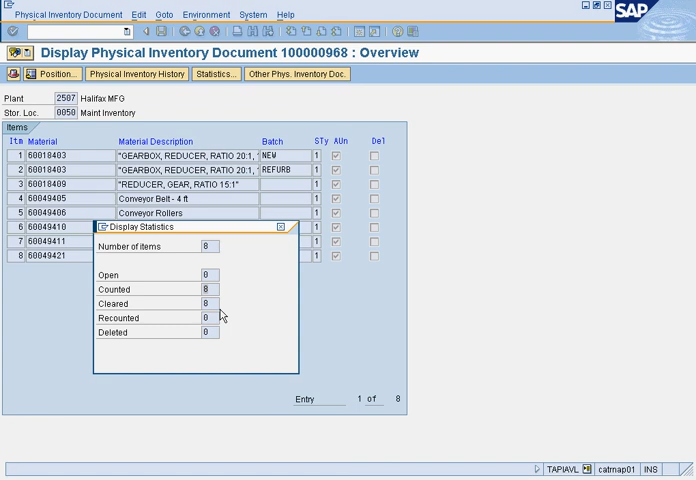 Physical Inventory Document Edit Goto Environment System Help
SAP
Display Physical Inventory Document 100000968 : Overview
Position... Physical Inventory History Statistics... Other Phys. Inventory Doc.
Plant 2507 Halifax MFG
Stor. Loc. 0050 Maint Inventory
Items
Itm Material Material Description Batch STy AUn Del
1 60018403 "GEARBOX, REDUCER, RATIO 20:1, NEW 1
2 60018403 "GEARBOX, REDUCER, RATIO 20:1, REFURB 1
3 60018409 "REDUCER, GEAR, RATIO 15:1" 1
4 60049405 Conveyor Belt - 4 ft 1
5 60049406 Conveyor Rollers 1
6 60049410 1
7 60049411 1
8 60049421 1
Display Statistics
Number of items 8
Open 0
Counted 8
Cleared 8
Recounted 0
Deleted 0
Entry 1 of 8
TAPIAVL catrnap01 INS